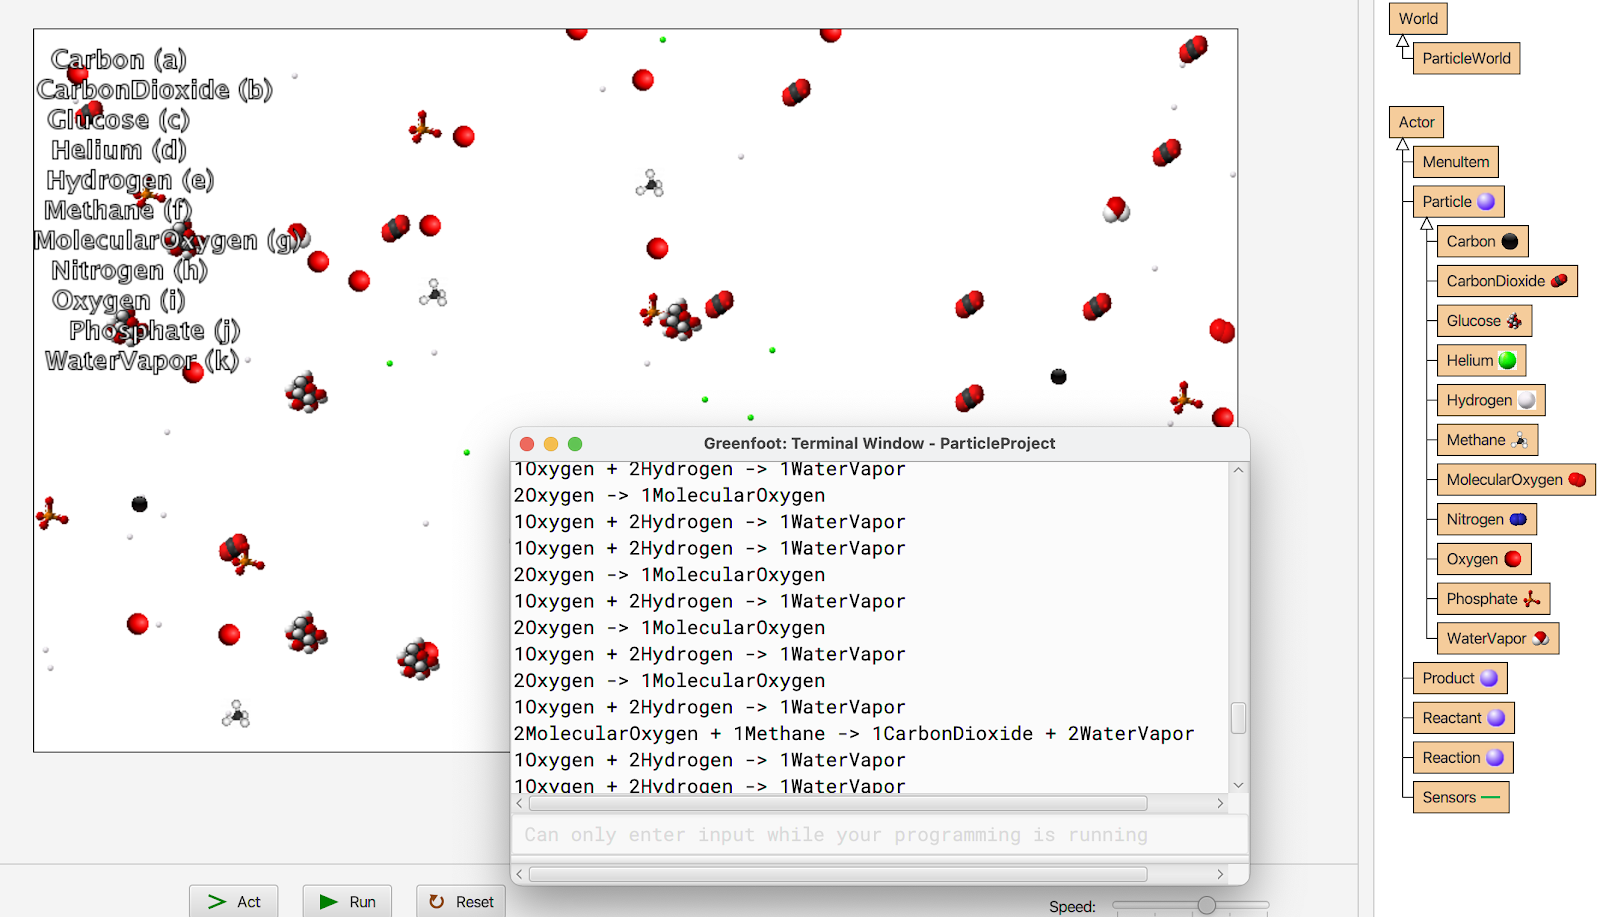 Carbon (a)
CarbonDioxide (b)
Glucose (c)
Helium (d)
Hydrogen (e)
Methane (f)
MolecularOxygen (g)
Nitrogen (h)
Oxygen (i)
Phosphate (j)
WaterVapor (k)
Greenfoot: Terminal Window - ParticleProject
1Oxygen + 2Hydrogen -> 1WaterVapor
2Oxygen -> 1MolecularOxygen
1Oxygen + 2Hydrogen -> 1WaterVapor
1Oxygen + 2Hydrogen -> 1WaterVapor
2Oxygen -> 1MolecularOxygen
1Oxygen + 2Hydrogen -> 1WaterVapor
2Oxygen -> 1MolecularOxygen
1Oxygen + 2Hydrogen -> 1WaterVapor
2Oxygen -> 1MolecularOxygen
1Oxygen + 2Hydrogen -> 1WaterVapor
2MolecularOxygen + 1Methane -> 1CarbonDioxide + 2WaterVapor
1Oxygen + 2Hydrogen -> 1WaterVapor
1Oxygen + 2Hydrogen -> 1WaterVapor
Can only enter input while your programming is running
Act
Run
Reset
Speed:
World
ParticleWorld
Actor
MenuItem
Particle
Carbon
CarbonDioxide
Glucose
Helium
Hydrogen
Methane
MolecularOxygen
Nitrogen
Oxygen
Phosphate
WaterVapor
Product
Reactant
Reaction
Sensors